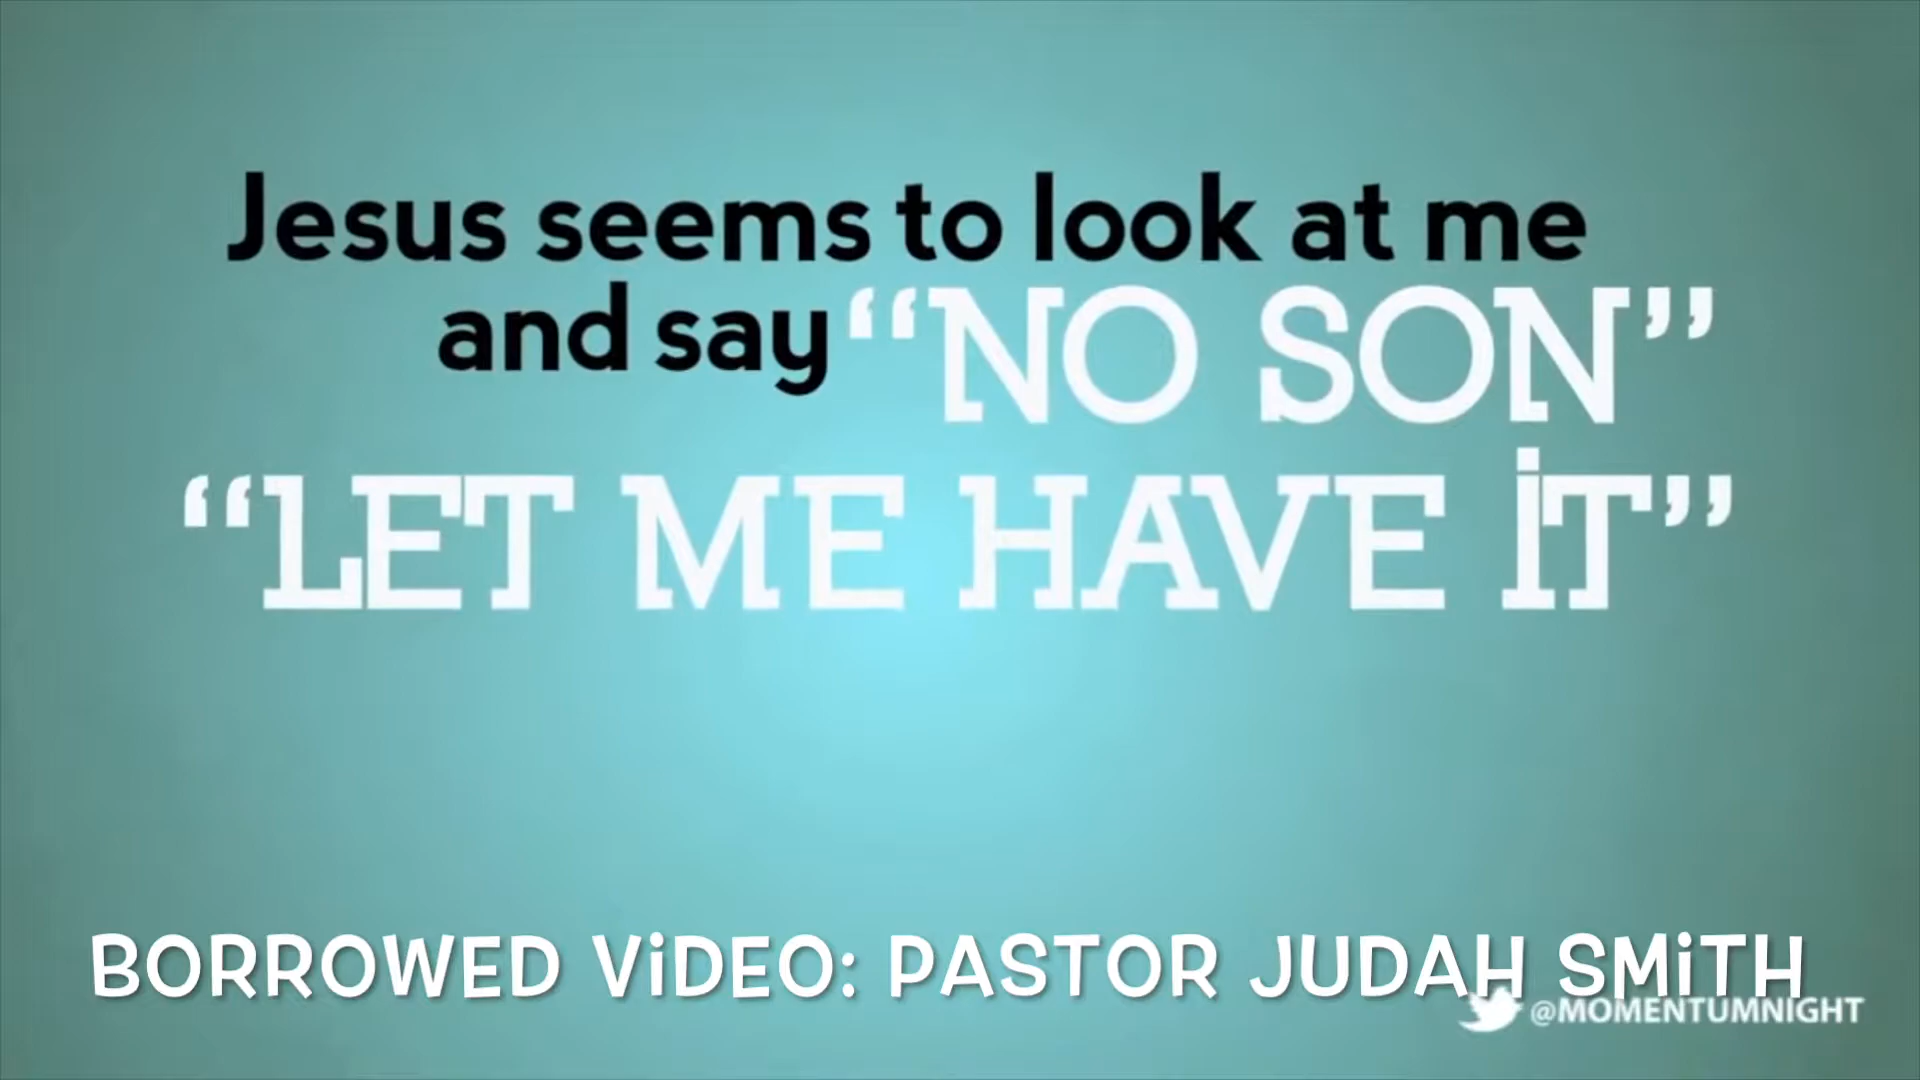 Jesus seems to look at me
and say “NO SON”
“LET ME HAVE iT”
BORROWED ViDEO: PASTOR JUDAH SMiTH
@MOMENTUMNIGHT